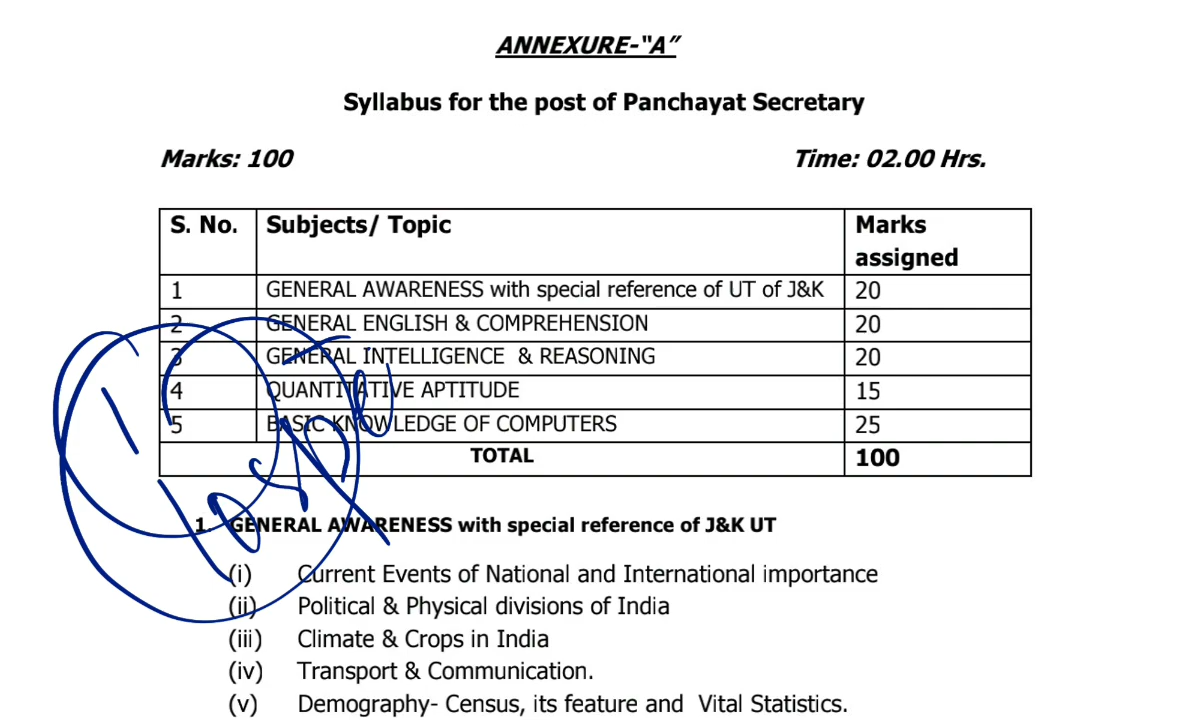 ANNEXURE-“A”
Syllabus for the post of Panchayat Secretary
Marks: 100 Time: 02.00 Hrs.
S. No. Subjects/ Topic Marks assigned
1 GENERAL AWARENESS with special reference of UT of J&K 20
2 GENERAL ENGLISH & COMPREHENSION 20
3 GENERAL INTELLIGENCE & REASONING 20
4 QUANTITATIVE APTITUDE 15
5 BASIC KNOWLEDGE OF COMPUTERS 25
TOTAL 100
1. GENERAL AWARENESS with special reference of J&K UT
(i) Current Events of National and International importance
(ii) Political & Physical divisions of India
(iii) Climate & Crops in India
(iv) Transport & Communication.
(v) Demography- Census, its feature and Vital Statistics.